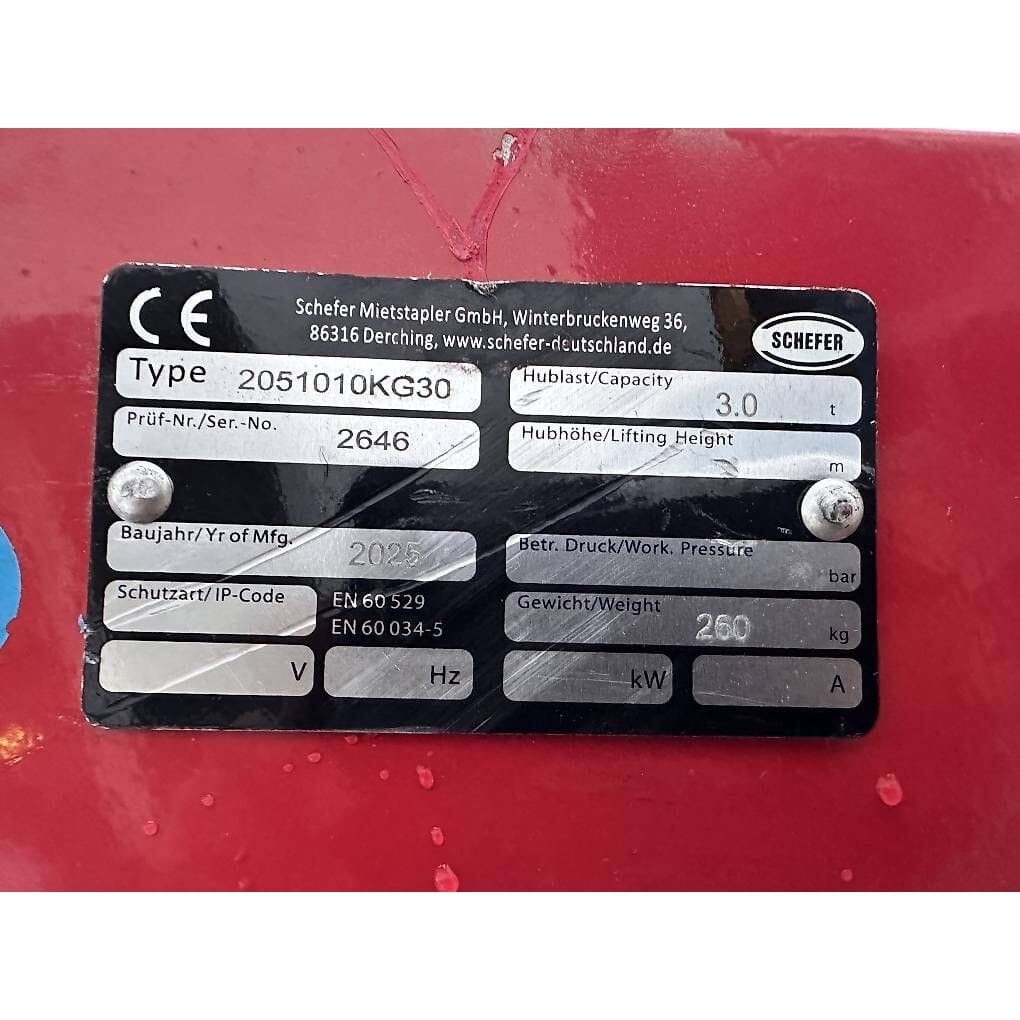 CE
Schefer Mietstapler GmbH, Winterbruckenweg 36,
86316 Derching, www.schefer-deutschland.de
SCHEFER
Type 2051010KG30
Hublast/Capacity 3.0 t
Prüf-Nr./Ser.-No. 2646
Hubhöhe/Lifting Height m
Baujahr/Yr of Mfg. 2025
Betr. Druck/Work. Pressure bar
Schutzart/IP-Code
EN 60 529
EN 60 034-5
Gewicht/Weight 260 kg
V Hz kW A